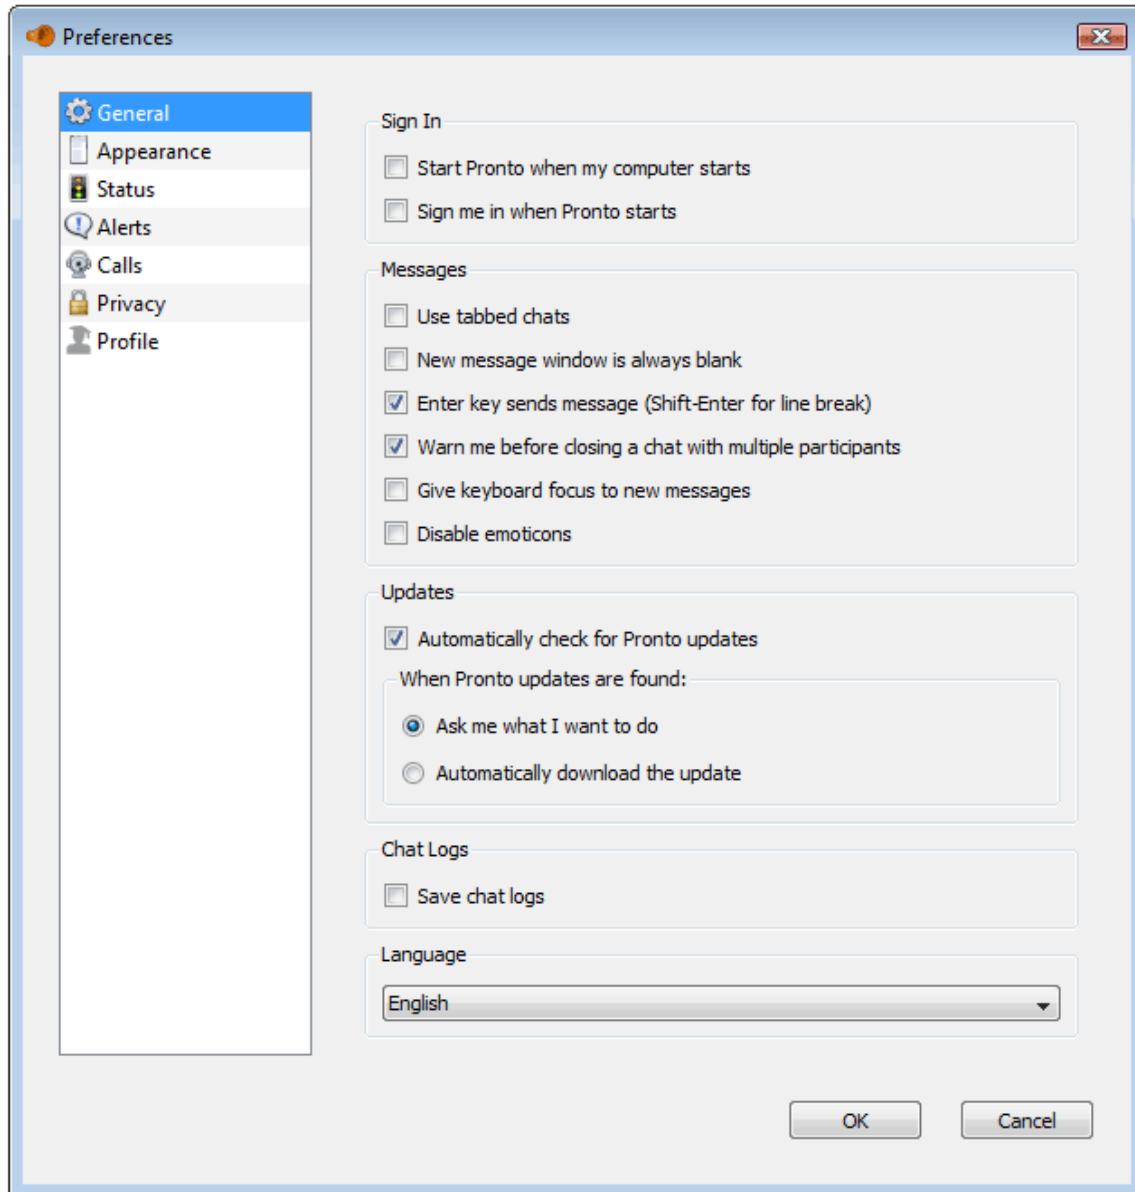 Preferences
General
Appearance
Status
Alerts
Calls
Privacy
Profile
Sign In
Start Pronto when my computer starts
Sign me in when Pronto starts
Messages
Use tabbed chats
New message window is always blank
Enter key sends message (Shift-Enter for line break)
Warn me before closing a chat with multiple participants
Give keyboard focus to new messages
Disable emoticons
Updates
Automatically check for Pronto updates
When Pronto updates are found:
Ask me what I want to do
Automatically download the update
Chat Logs
Save chat logs
Language
English
OK
Cancel